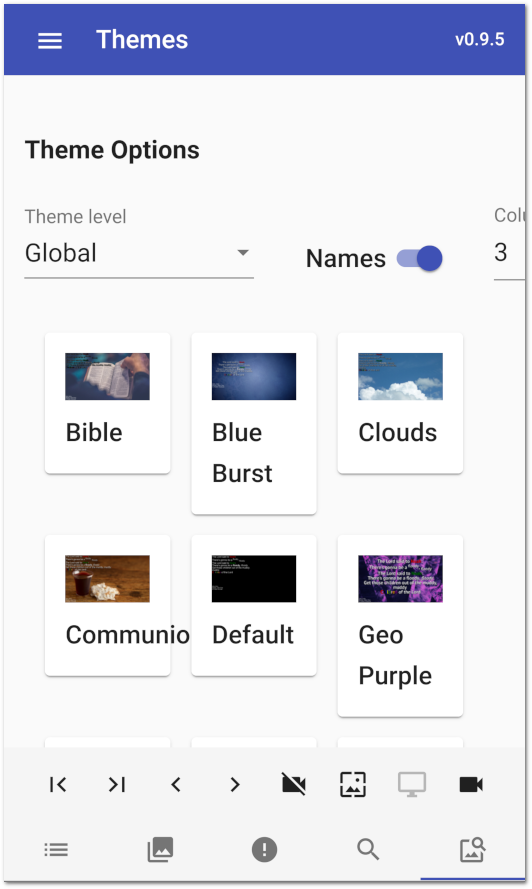 Themes
v0.9.5
Theme Options
Theme level
Colu
Global
Names
3
Bible
Blue
Burst
Clouds
Communio
Default
Geo
Purple